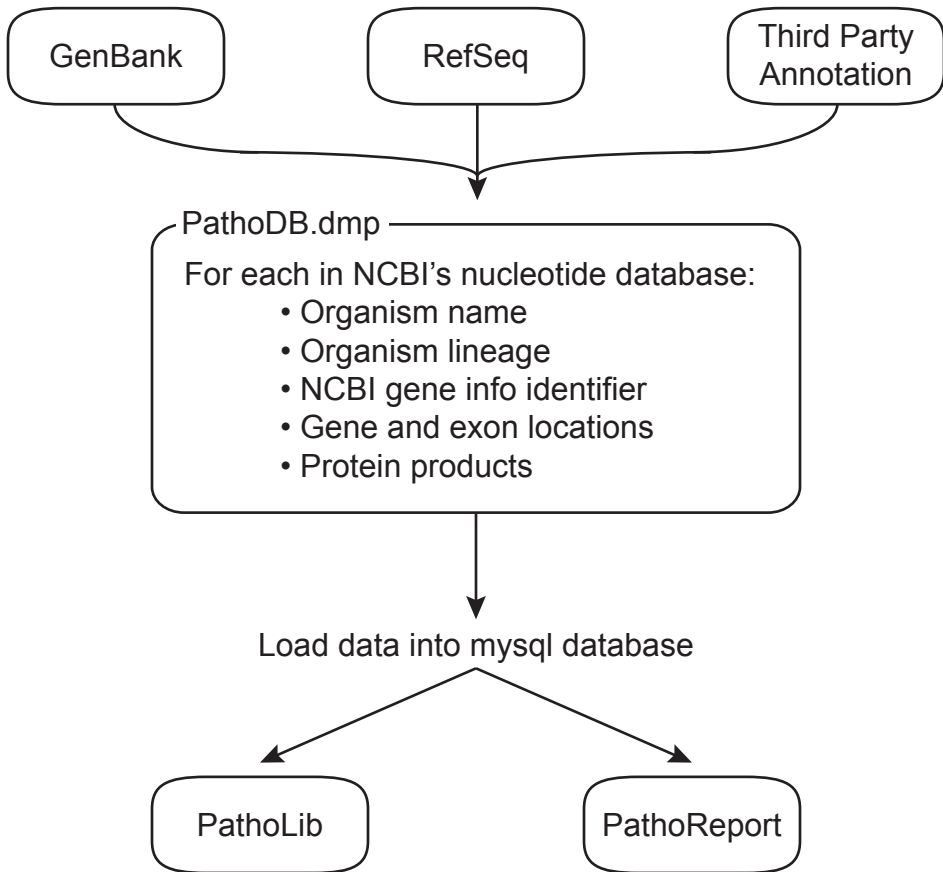 GenBank
RefSeq
Third Party
Annotation
PathoDB.dmp
For each in NCBI’s nucleotide database:
• Organism name
• Organism lineage
• NCBI gene info identifier
• Gene and exon locations
• Protein products
Load data into mysql database
PathoLib
PathoReport